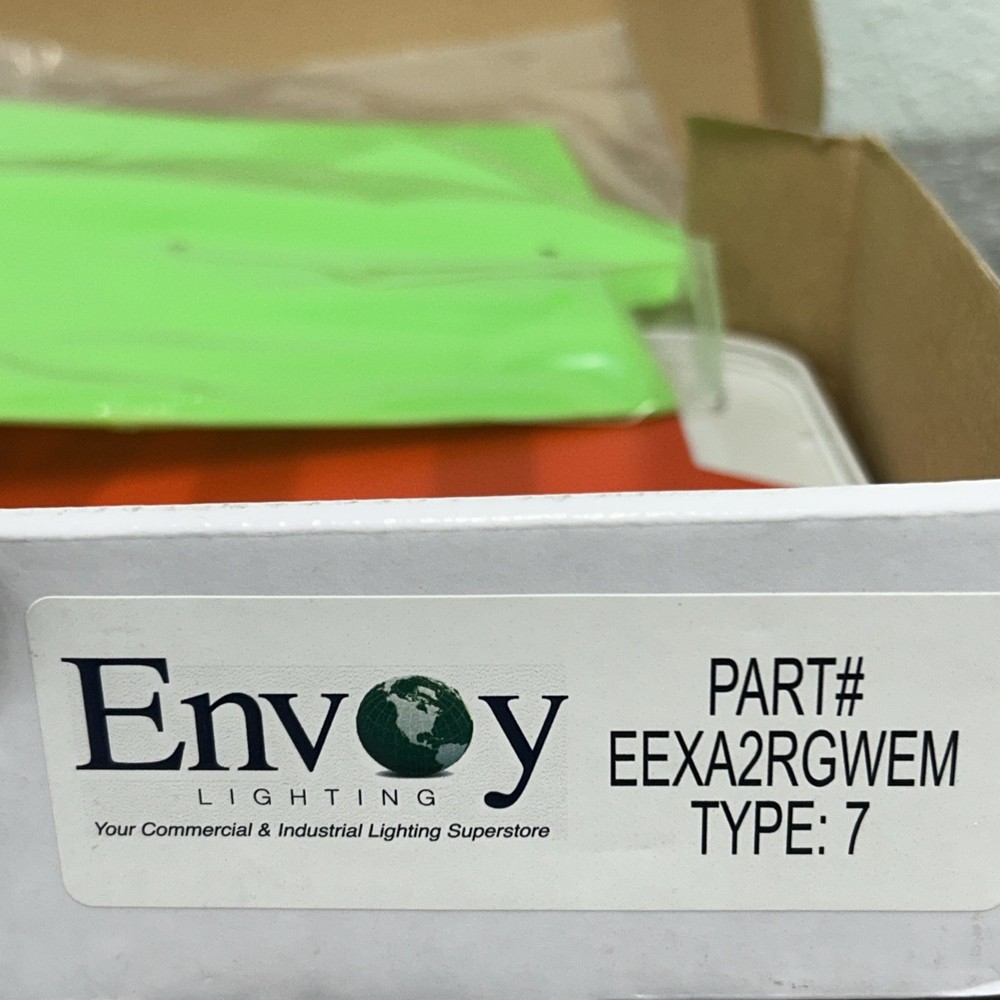 Envoy
LIGHTING
Your Commercial & Industrial Lighting Superstore
PART#
EEXA2RGWEM
TYPE: 7